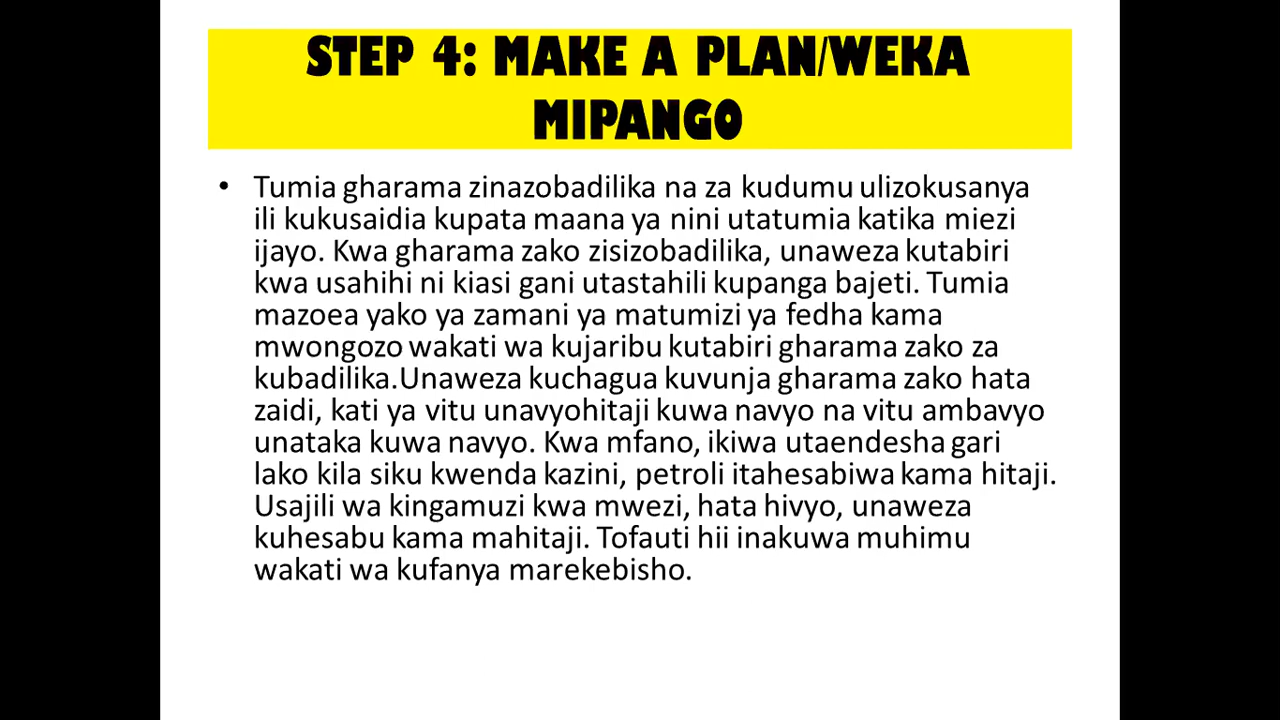 STEP 4: MAKE A PLAN/WEKA
MIPANGO
• Tumia gharama zinazobadilika na za kudumu ulizokusanya
ili kukusaidia kupata maana ya nini utatumia katika miezi
ijayo. Kwa gharama zako zisizobadilika, unaweza kutabiri
kwa usahihi ni kiasi gani utastahili kupanga bajeti. Tumia
mazoea yako ya zamani ya matumizi ya fedha kama
mwongozo wakati wa kujaribu kutabiri gharama zako za
kubadilika.Unaweza kuchagua kuvunja gharama zako hata
zaidi, kati ya vitu unavyohitaji kuwa navyo na vitu ambavyo
unataka kuwa navyo. Kwa mfano, ikiwa utaendesha gari
lako kila siku kwenda kazini, petroli itahesabiwa kama hitaji.
Usajili wa kingamuzi kwa mwezi, hata hivyo, unaweza
kuhesabu kama mahitaji. Tofauti hii inakuwa muhimu
wakati wa kufanya marekebisho.